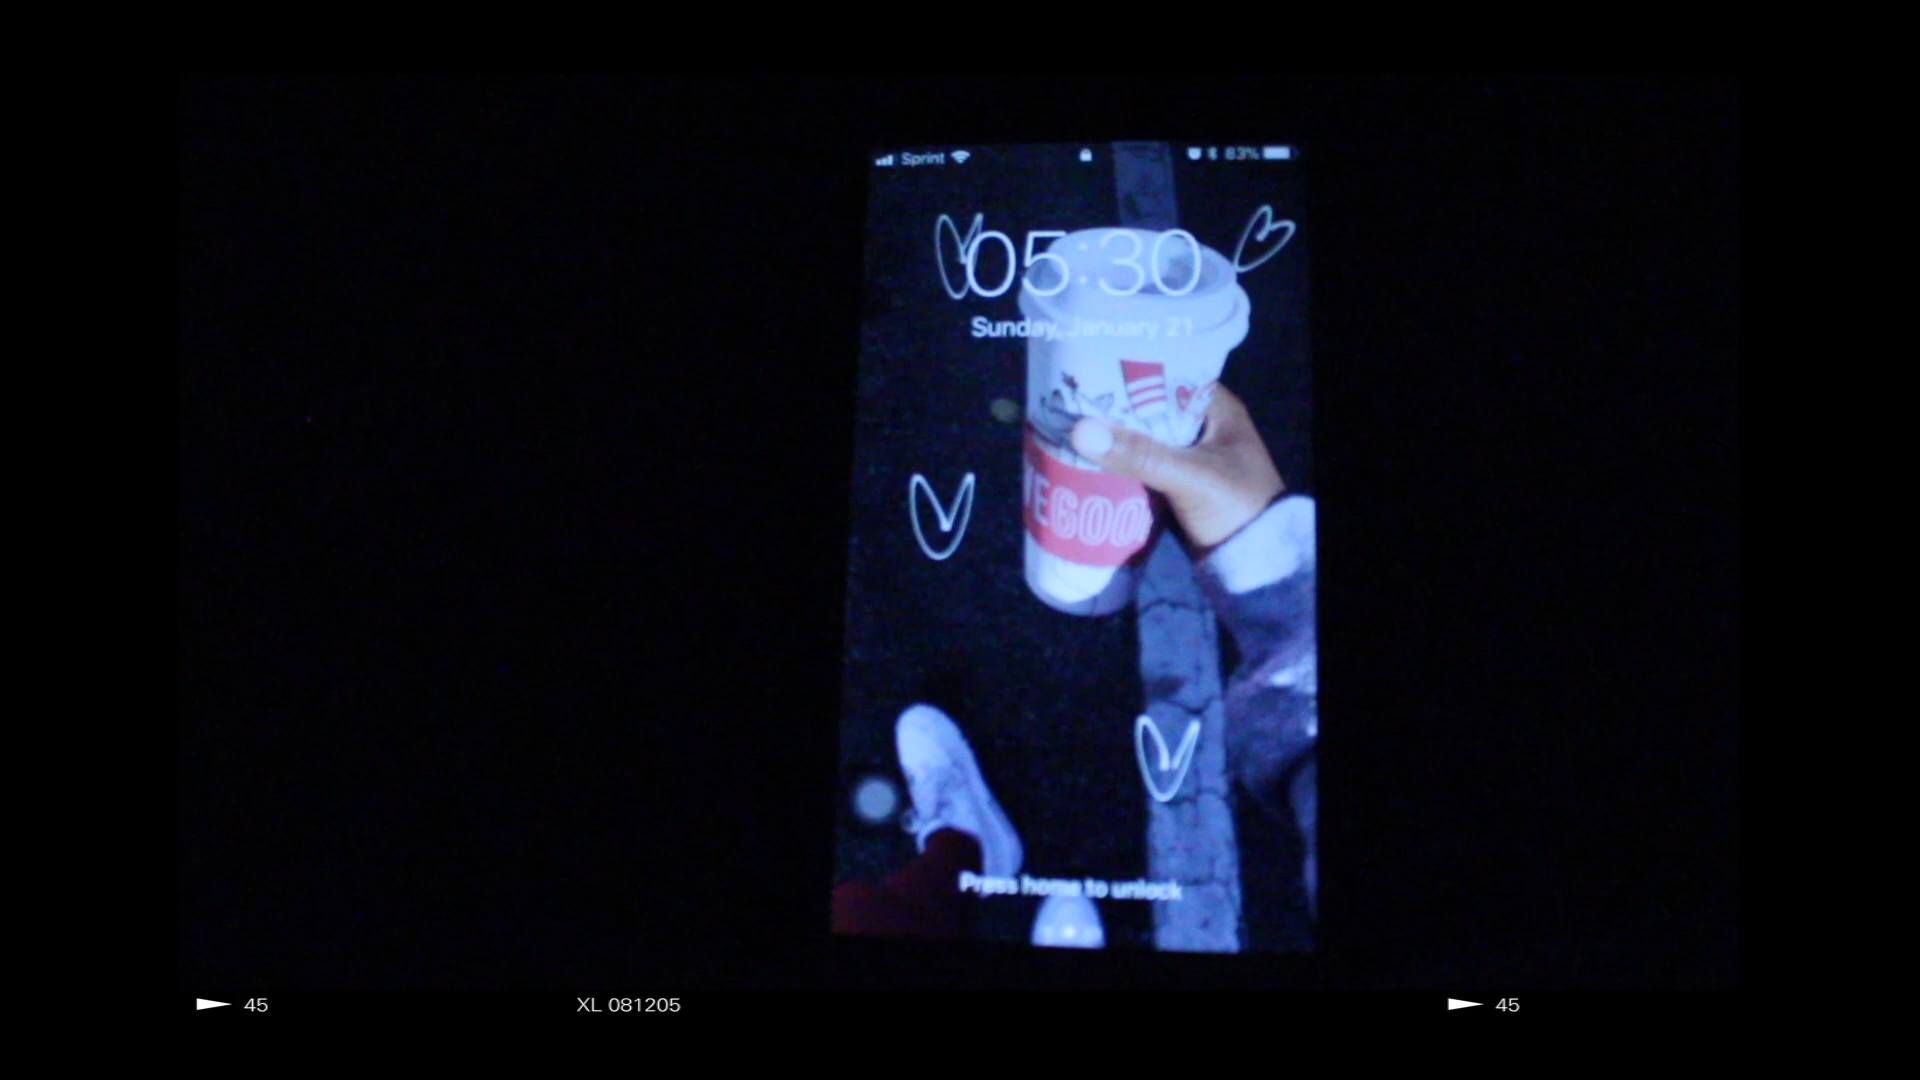 Sprint 83%
05:30
Sunday, January 21
Press home to unlock
45 XL 081205 45